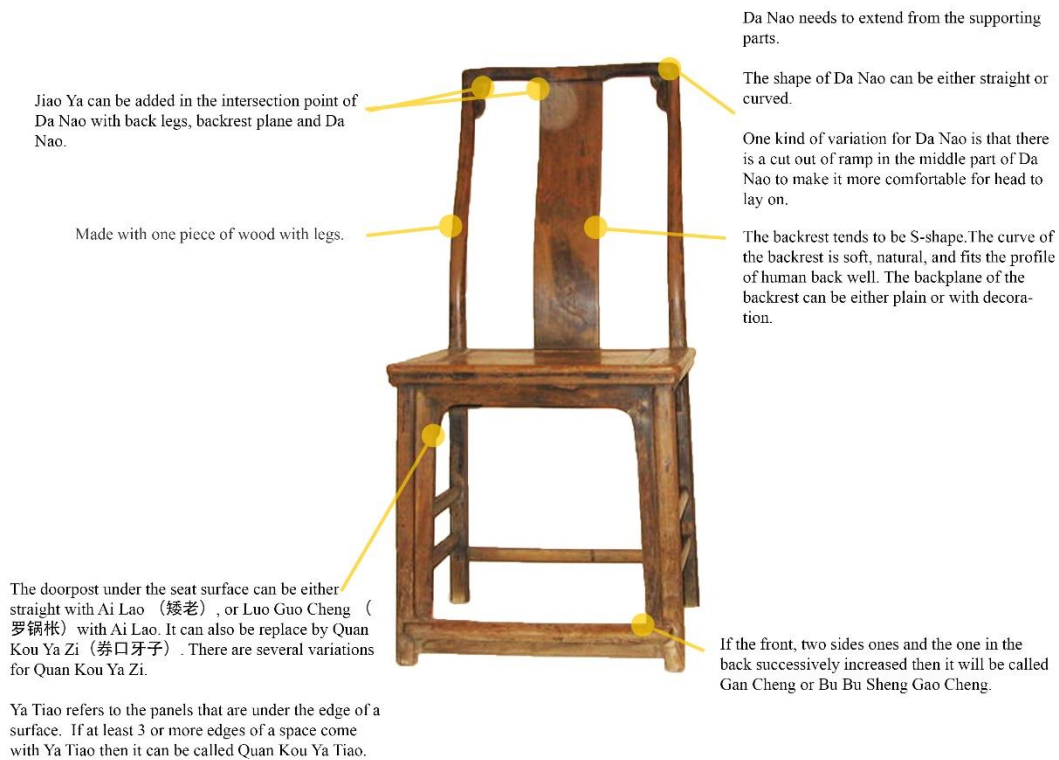 Da Nao needs to extend from the supporting
parts.
The shape of Da Nao can be either straight or
curved.
One kind of variation for Da Nao is that there
is a cut out of ramp in the middle part of Da
Nao to make it more comfortable for head to
lay on.
Jiao Ya can be added in the intersection point of
Da Nao with back legs, backrest plane and Da
Nao.
Made with one piece of wood with legs.
The backrest tends to be S-shape.The curve of
the backrest is soft, natural, and fits the profile
of human back well. The backplane of the
backrest can be either plain or with decora-
tion.
The doorpost under the seat surface can be either
straight with Ai Lao （矮老）, or Luo Guo Cheng （
罗锅枨）with Ai Lao. It can also be replace by Quan
Kou Ya Zi（券口牙子）. There are several variations
for Quan Kou Ya Zi.
Ya Tiao refers to the panels that are under the edge of a
surface.  If at least 3 or more edges of a space come
with Ya Tiao then it can be called Quan Kou Ya Tiao.
If the front, two sides ones and the one in the
back successively increased then it will be called
Gan Cheng or Bu Bu Sheng Gao Cheng.